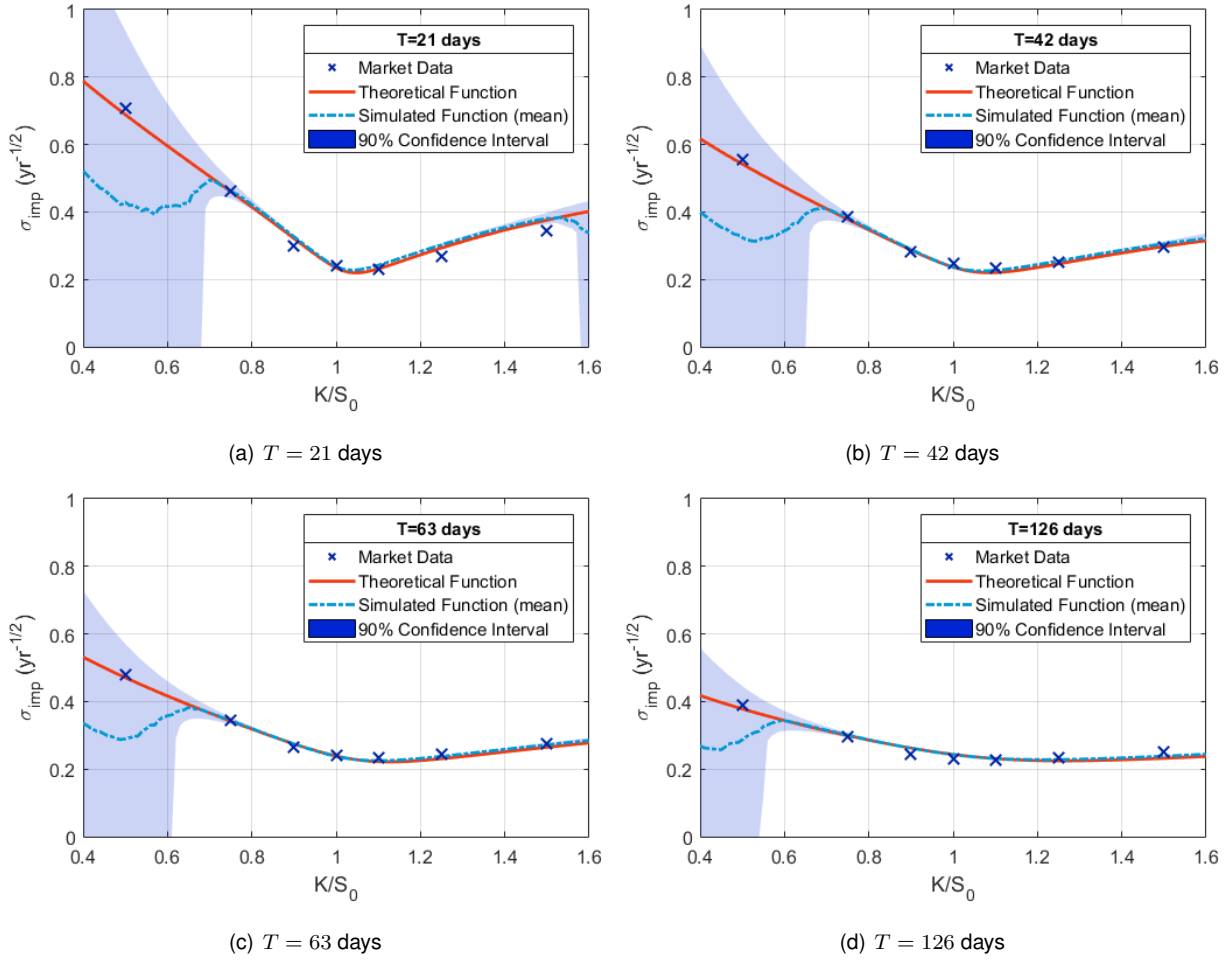 T=21 days
Market Data
Theoretical Function
Simulated Function (mean)
90% Confidence Interval
σimp (yr-1/2)
1
0.8
0.6
0.4
0.2
0
0.4 0.6 0.8 1 1.2 1.4 1.6
K/S0
(a) T = 21 days
T=42 days
Market Data
Theoretical Function
Simulated Function (mean)
90% Confidence Interval
σimp (yr-1/2)
1
0.8
0.6
0.4
0.2
0
0.4 0.6 0.8 1 1.2 1.4 1.6
K/S0
(b) T = 42 days
T=63 days
Market Data
Theoretical Function
Simulated Function (mean)
90% Confidence Interval
σimp (yr-1/2)
1
0.8
0.6
0.4
0.2
0
0.4 0.6 0.8 1 1.2 1.4 1.6
K/S0
(c) T = 63 days
T=126 days
Market Data
Theoretical Function
Simulated Function (mean)
90% Confidence Interval
σimp (yr-1/2)
1
0.8
0.6
0.4
0.2
0
0.4 0.6 0.8 1 1.2 1.4 1.6
K/S0
(d) T = 126 days